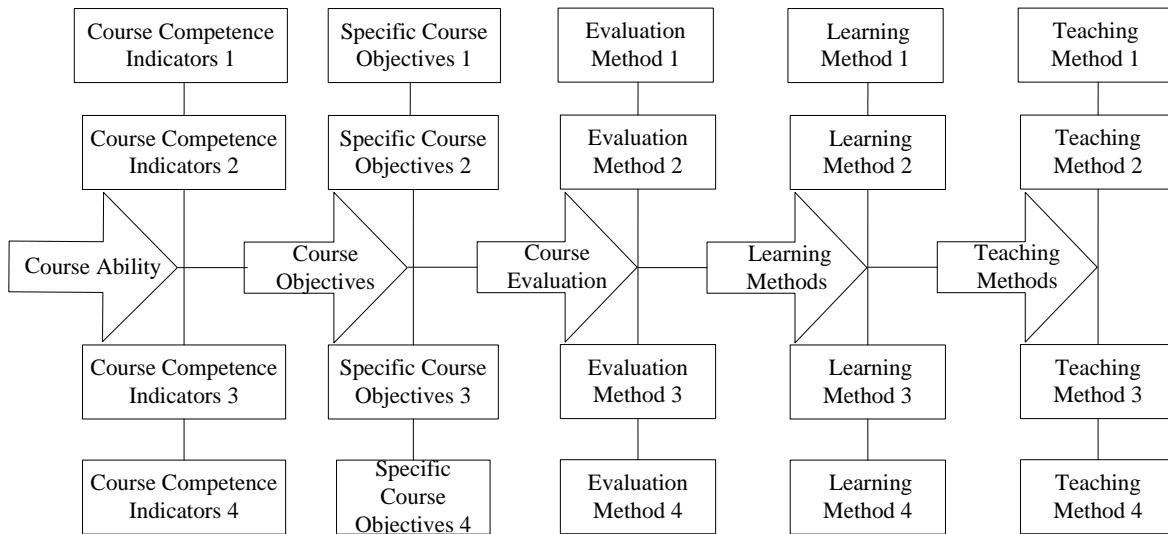 Course Competence
Indicators 1
Specific Course
Objectives 1
Evaluation
Method 1
Learning
Method 1
Teaching
Method 1
Course Competence
Indicators 2
Specific Course
Objectives 2
Evaluation
Method 2
Learning
Method 2
Teaching
Method 2
Course Ability
Course
Objectives
Course
Evaluation
Learning
Methods
Teaching
Methods
Course Competence
Indicators 3
Specific Course
Objectives 3
Evaluation
Method 3
Learning
Method 3
Teaching
Method 3
Course Competence
Indicators 4
Specific
Course
Objectives 4
Evaluation
Method 4
Learning
Method 4
Teaching
Method 4